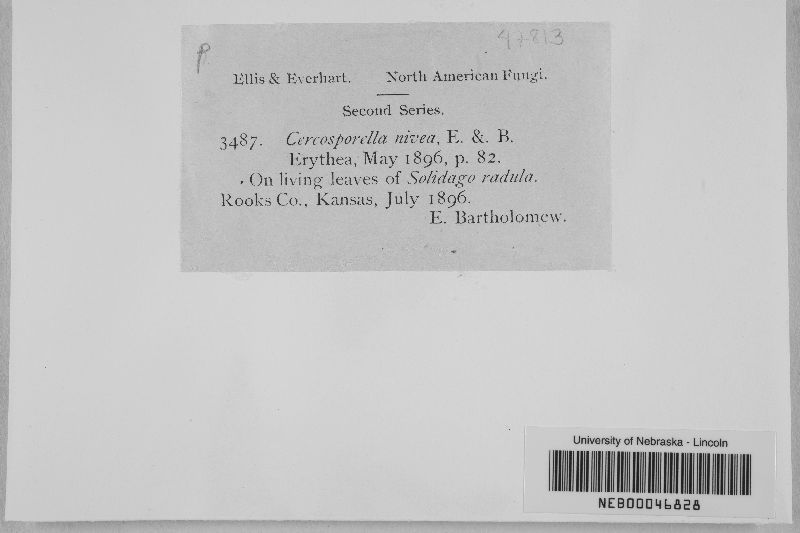 P 47813
Ellis & Everhart. North American Fungi.
Second Series.
3487. Cercosporella nivea, E. &. B.
Erythea, May 1896, p. 82.
On living leaves of Solidago radula.
Rooks Co., Kansas, July 1896.
E. Bartholomew.
University of Nebraska - Lincoln
NEB00046828